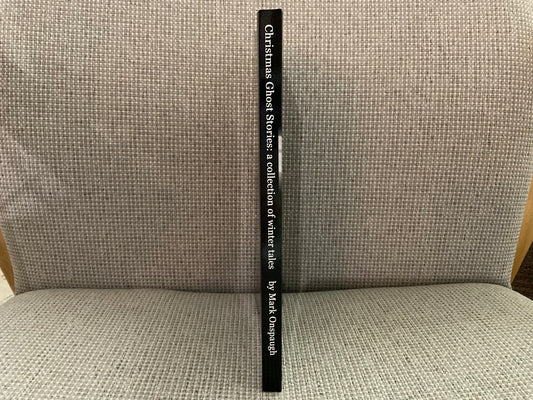 Christmas Ghost Stories: a collection of winter tales by Mark Onspaugh